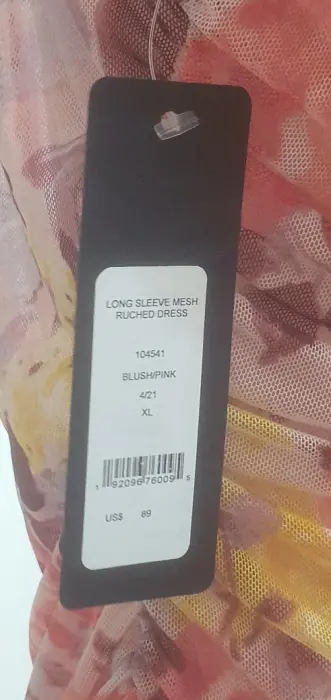 LONG SLEEVE MESH
RUCHED DRESS
104541
BLUSH/PINK
4/21
XL
1 92096 76009 5
US$ 89